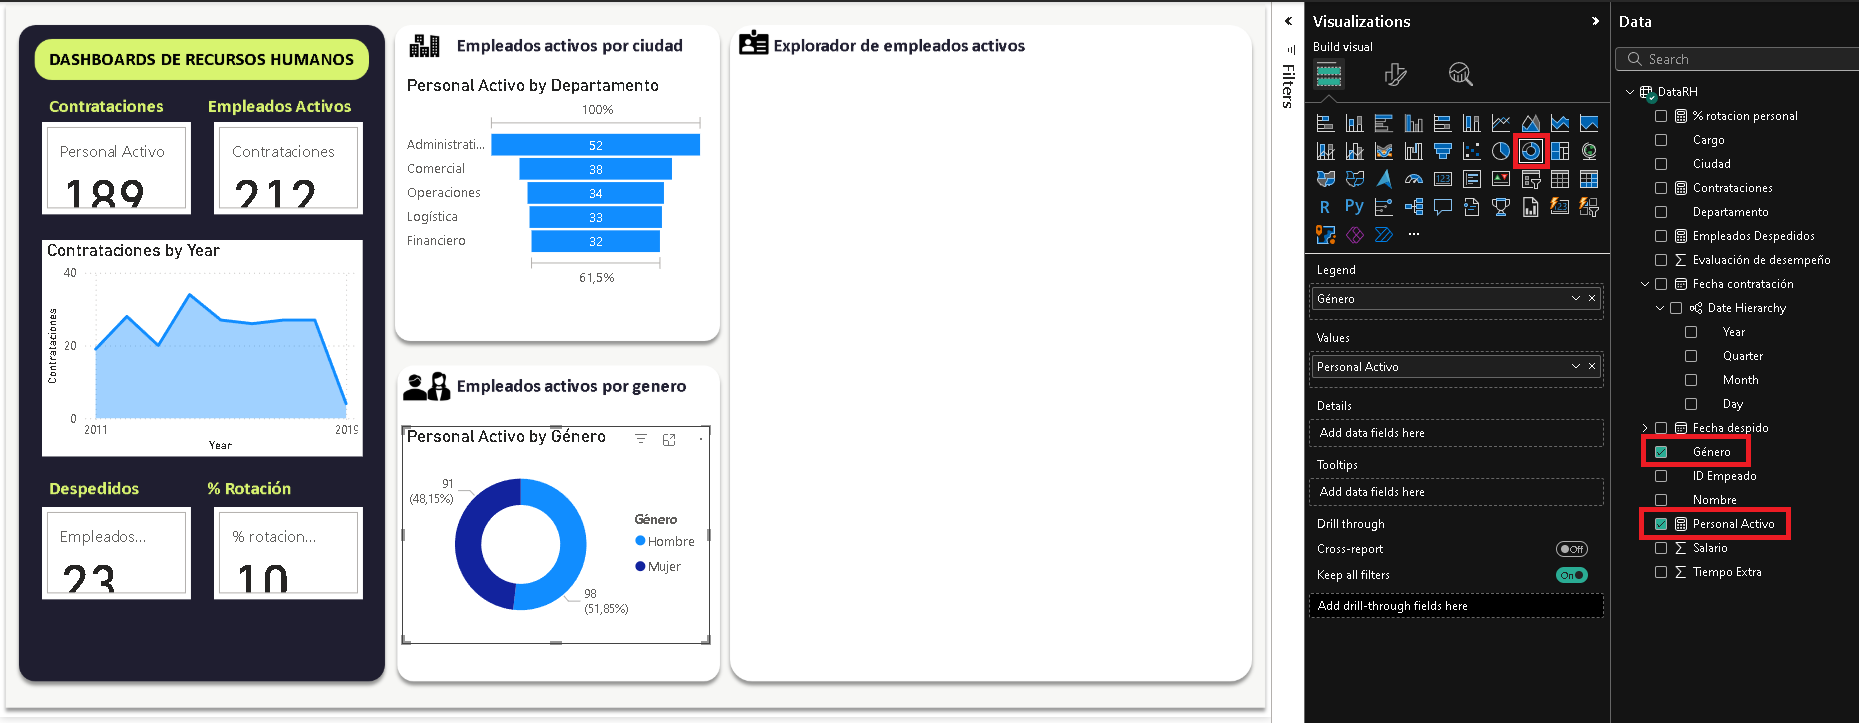 DASHBOARDS DE RECURSOS HUMANOS
Contrataciones
Empleados Activos
Personal Activo
189
Contrataciones
212
Contrataciones by Year
40
20
0
Contrataciones
2011
2019
Year
Despedidos
% Rotación
Empleados...
23
% rotacion...
10
Empleados activos por ciudad
Personal Activo by Departamento
100%
Administrati...
52
Comercial
38
Operaciones
34
Logística
33
Financiero
32
61,5%
Empleados activos por genero
Personal Activo by Género
91
(48,15%)
98
(51,85%)
Género
Hombre
Mujer
Explorador de empleados activos
Filters
Visualizations
Build visual
123
R
Py
123
...
Legend
Género
Values
Personal Activo
Details
Add data fields here
Tooltips
Add data fields here
Drill through
Cross-report
Off
Keep all filters
On
Add drill-through fields here
Data
Search
DataRH
% rotacion personal
Cargo
Ciudad
Contrataciones
Departamento
Empleados Despedidos
Evaluación de desempeño
Fecha contratación
Date Hierarchy
Year
Quarter
Month
Day
Fecha despido
Género
ID Empeado
Nombre
Personal Activo
Salario
Tiempo Extra